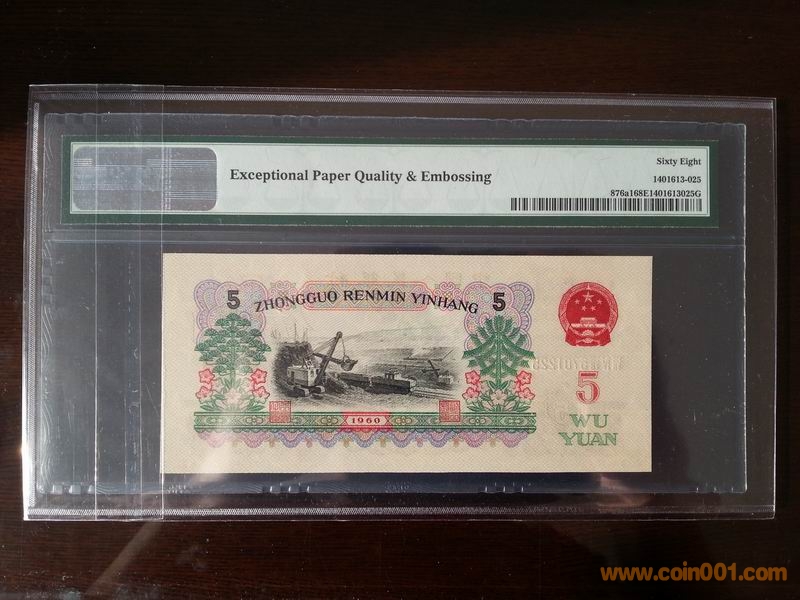 Exceptional Paper Quality & Embossing
Sixty Eight
1401613-025
876a168E1401613025G
5
ZHONGGUO RENMIN YINHANG
5
5
WU
YUAN
1960
www.coin001.com